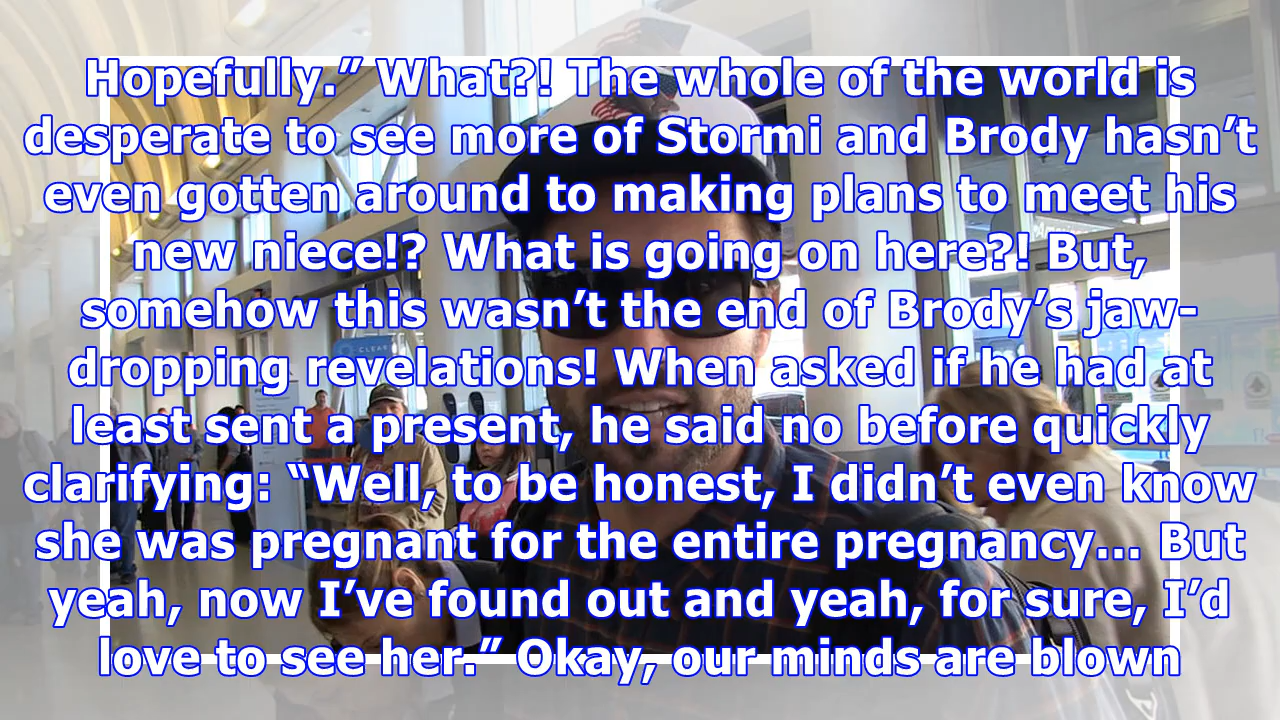 Hopefully.” What?! The whole of the world is
desperate to see more of Stormi and Brody hasn’t
even gotten around to making plans to meet his
new niece!? What is going on here?! But,
somehow this wasn’t the end of Brody’s jaw-
dropping revelations! When asked if he had at
least sent a present, he said no before quickly
clarifying: “Well, to be honest, I didn’t even know
she was pregnant for the entire pregnancy... But
yeah, now I’ve found out and yeah, for sure, I’d
love to see her.” Okay, our minds are blown
CLEAR